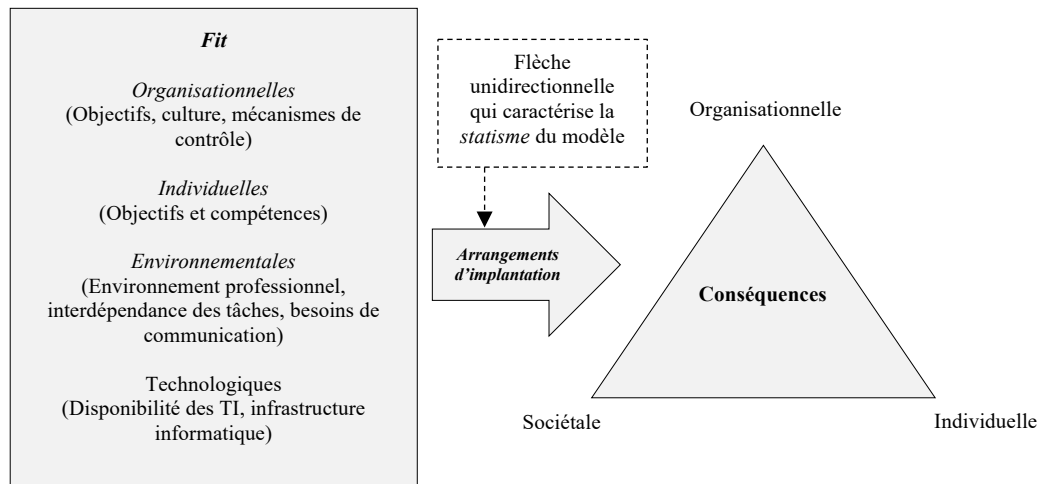 Fit
Organisationnelles
(Objectifs, culture, mécanismes de
contrôle)
Individuelles
(Objectifs et compétences)
Environnementales
(Environnement professionnel,
interdépendance des tâches, besoins de
communication)
Technologiques
(Disponibilité des TI, infrastructure
informatique)
Flèche
unidirectionnelle
qui caractérise la
statisme du modèle
Arrangements
d’implantation
Organisationnelle
Conséquences
Sociétale
Individuelle